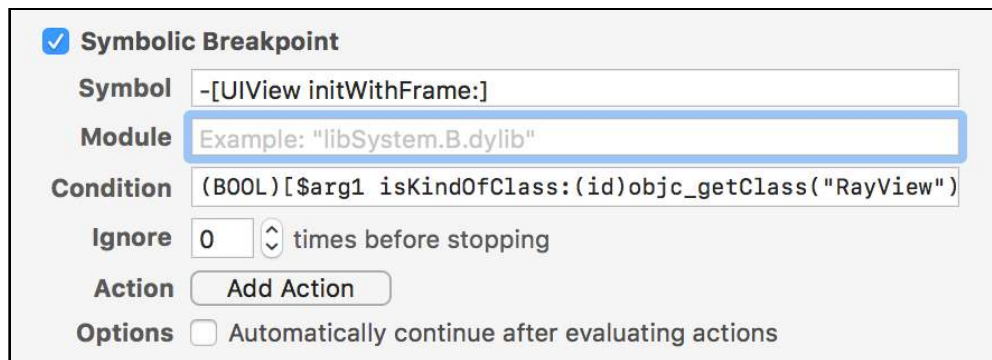 Symbolic Breakpoint
Symbol -[UIView initWithFrame:]
Module Example: "libSystem.B.dylib"
Condition (BOOL)[$arg1 isKindOfClass:(id)objc_getClass("RayView")
Ignore 0 times before stopping
Action Add Action
Options Automatically continue after evaluating actions